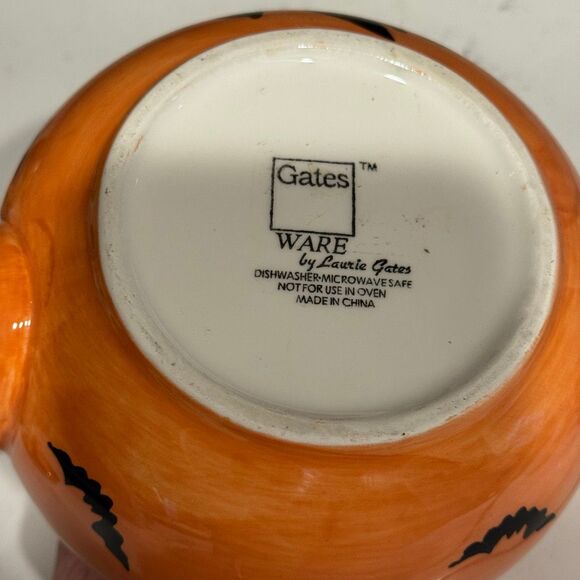 Gates ™
WARE
by Laurie Gates
DISHWASHER-MICROWAVE SAFE
NOT FOR USE IN OVEN
MADE IN CHINA